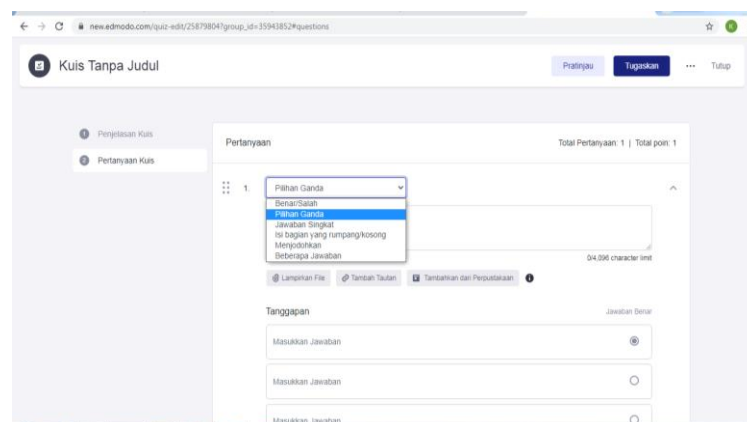 new.edmodo.com/quiz-edit/25879804?group_id=35943852#questions
Kuis Tanpa Judul
Pratinjau
Tugaskan
Tutup
1 Penjelasan Kuis
2 Pertanyaan Kuis
Pertanyaan
Total Pertanyaan: 1 | Total poin: 1
1.
Pilihan Ganda
Benar/Salah
Pilihan Ganda
Jawaban Singkat
Isi bagian yang rumpang/kosong
Menjodohkan
Beberapa Jawaban
0/4,096 character limit
Lampirkan File
Tambah Tautan
Tambahkan dari Perpustakaan
Tanggapan
Jawaban Benar
Masukkan Jawaban
Masukkan Jawaban
Masukkan Jawaban